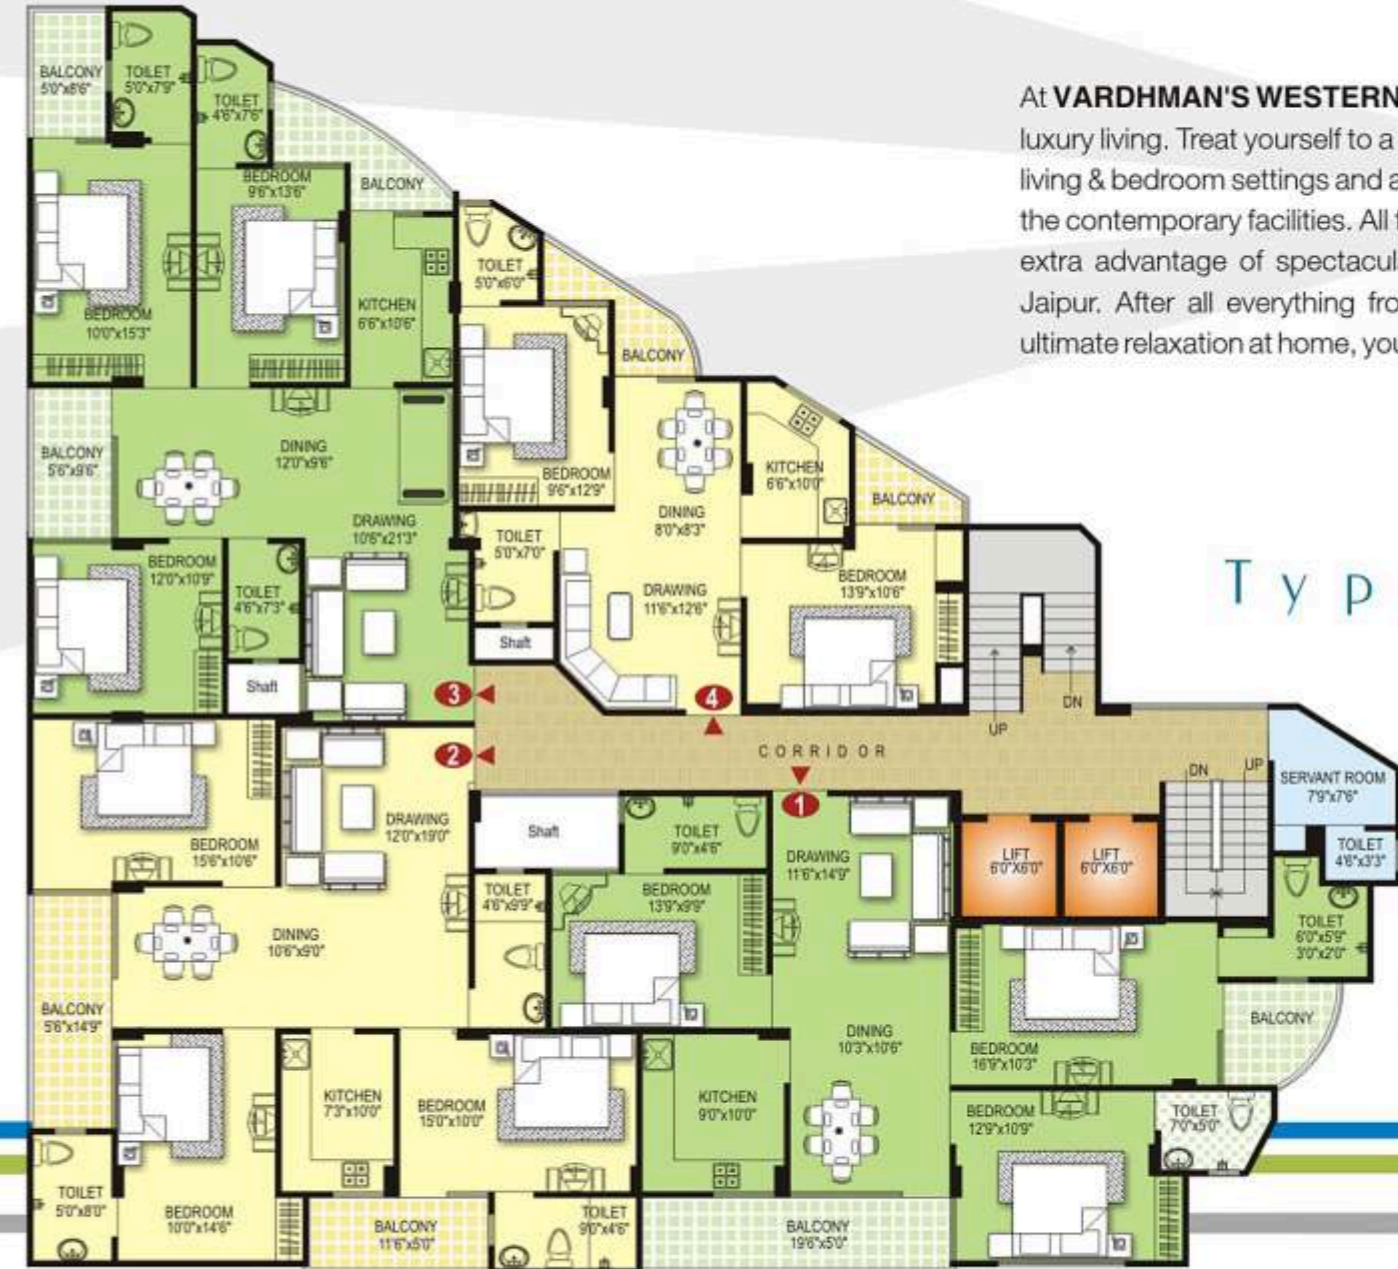 At VARDHMAN'S WESTERN
luxury living. Treat yourself to a
living & bedroom settings and a
the contemporary facilities. All
extra advantage of spectacul
Jaipur. After all everything fro
ultimate relaxation at home, you
Typ
BALCONY
5'0"x8'6"
TOILET
5'0"x7'9"
TOILET
4'6"x7'6"
BEDROOM
9'6"x13'6"
BALCONY
BEDROOM
10'0"x15'3"
KITCHEN
6'6"x10'6"
TOILET
5'0"x6'0"
BALCONY
BALCONY
5'6"x9'6"
DINING
12'0"x9'6"
BEDROOM
9'6"x12'9"
KITCHEN
6'6"x10'0"
BALCONY
DRAWING
10'6"x21'3"
DINING
8'0"x8'3"
TOILET
5'0"x7'0"
BEDROOM
12'0"x10'9"
TOILET
4'6"x7'3"
DRAWING
11'6"x12'6"
BEDROOM
13'9"x10'6"
Shaft
Shaft
3
4
UP
DN
2
CORRIDOR
1
DN
UP
SERVANT ROOM
7'9"x7'6"
BEDROOM
15'6"x10'6"
DRAWING
12'0"x19'0"
Shaft
TOILET
9'0"x4'6"
DRAWING
11'6"x14'9"
LIFT
6'0"X6'0"
LIFT
6'0"X6'0"
TOILET
4'6"x3'3"
TOILET
4'6"x9'9"
BEDROOM
13'9"x9'9"
TOILET
6'0"x5'9"
3'0"x2'0"
DINING
10'6"x9'0"
BALCONY
5'6"x14'9"
DINING
10'3"x10'6"
BEDROOM
16'9"x10'3"
BALCONY
KITCHEN
7'3"x10'0"
BEDROOM
15'0"x10'0"
KITCHEN
9'0"x10'0"
BEDROOM
12'9"x10'9"
TOILET
7'0"x5'0"
TOILET
5'0"x8'0"
BEDROOM
10'0"x14'6"
BALCONY
11'6"x5'0"
TOILET
9'0"x4'6"
BALCONY
19'6"x5'0"